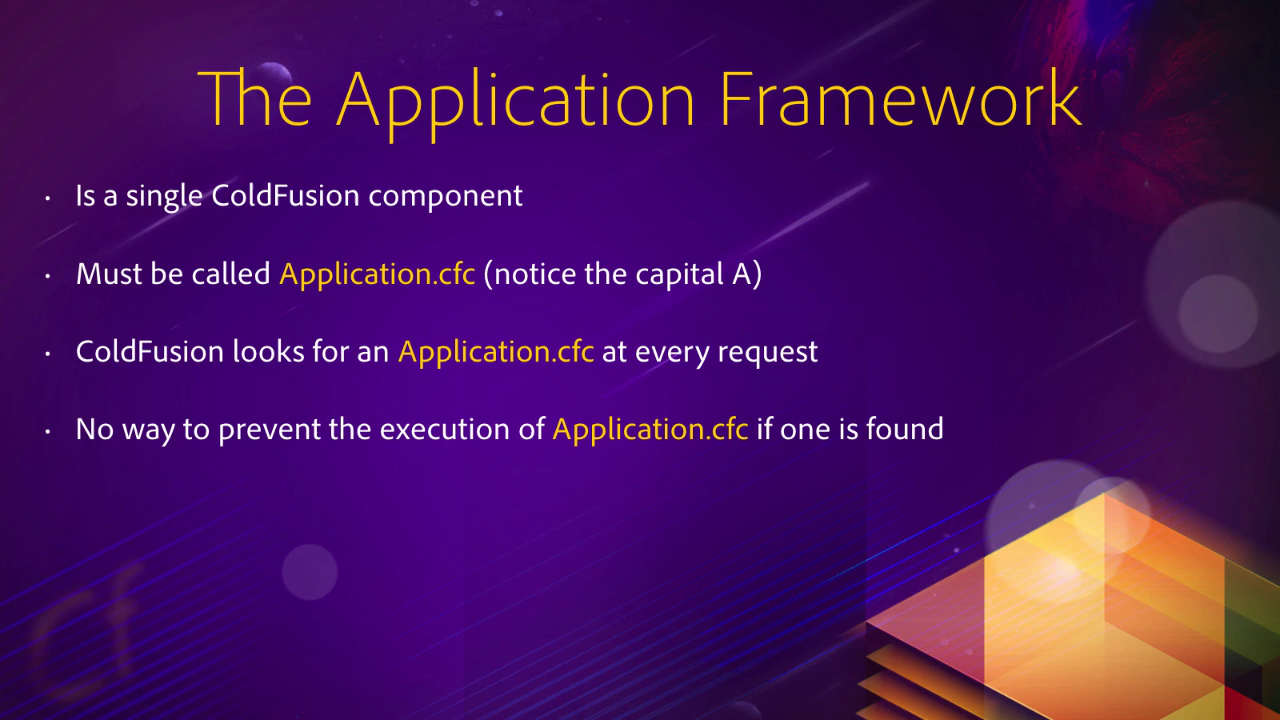 The Application Framework
• Is a single ColdFusion component
• Must be called Application.cfc (notice the capital A)
• ColdFusion looks for an Application.cfc at every request
• No way to prevent the execution of Application.cfc if one is found
Cf